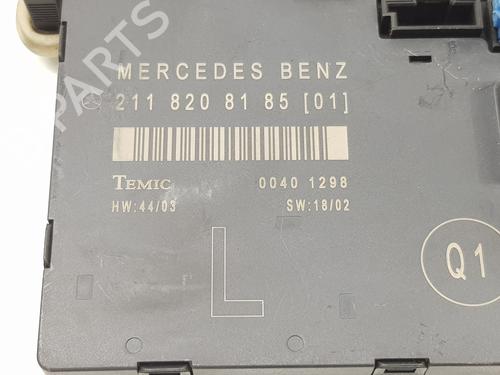 MERCEDES BENZ
211 820 81 85 [01]
TEMIC 0040 1298
HW:44/03 SW:18/02
L
Q1
PARTS